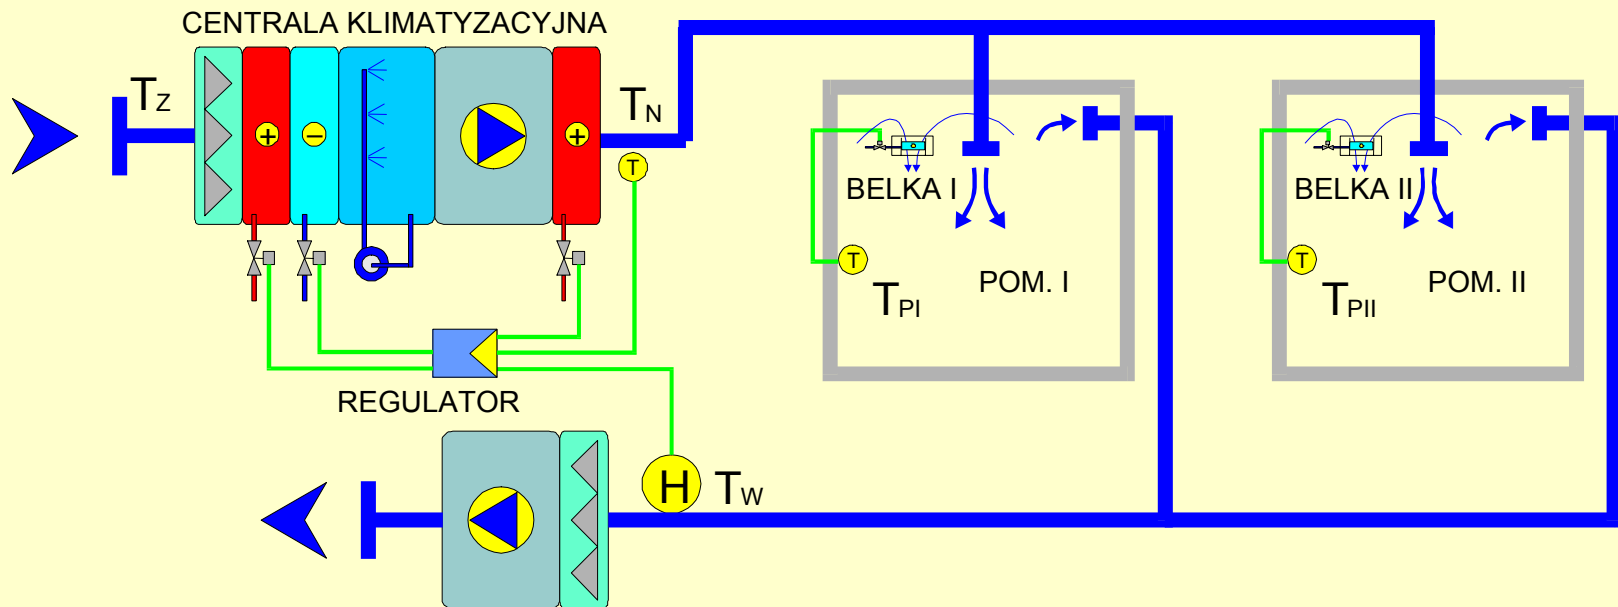 CENTRALA KLIMATYZACYJNA
TZ
+
−
+
TN
T
BELKA I
BELKA II
T
T
TPI
POM. I
TPII
POM. II
REGULATOR
H
TW